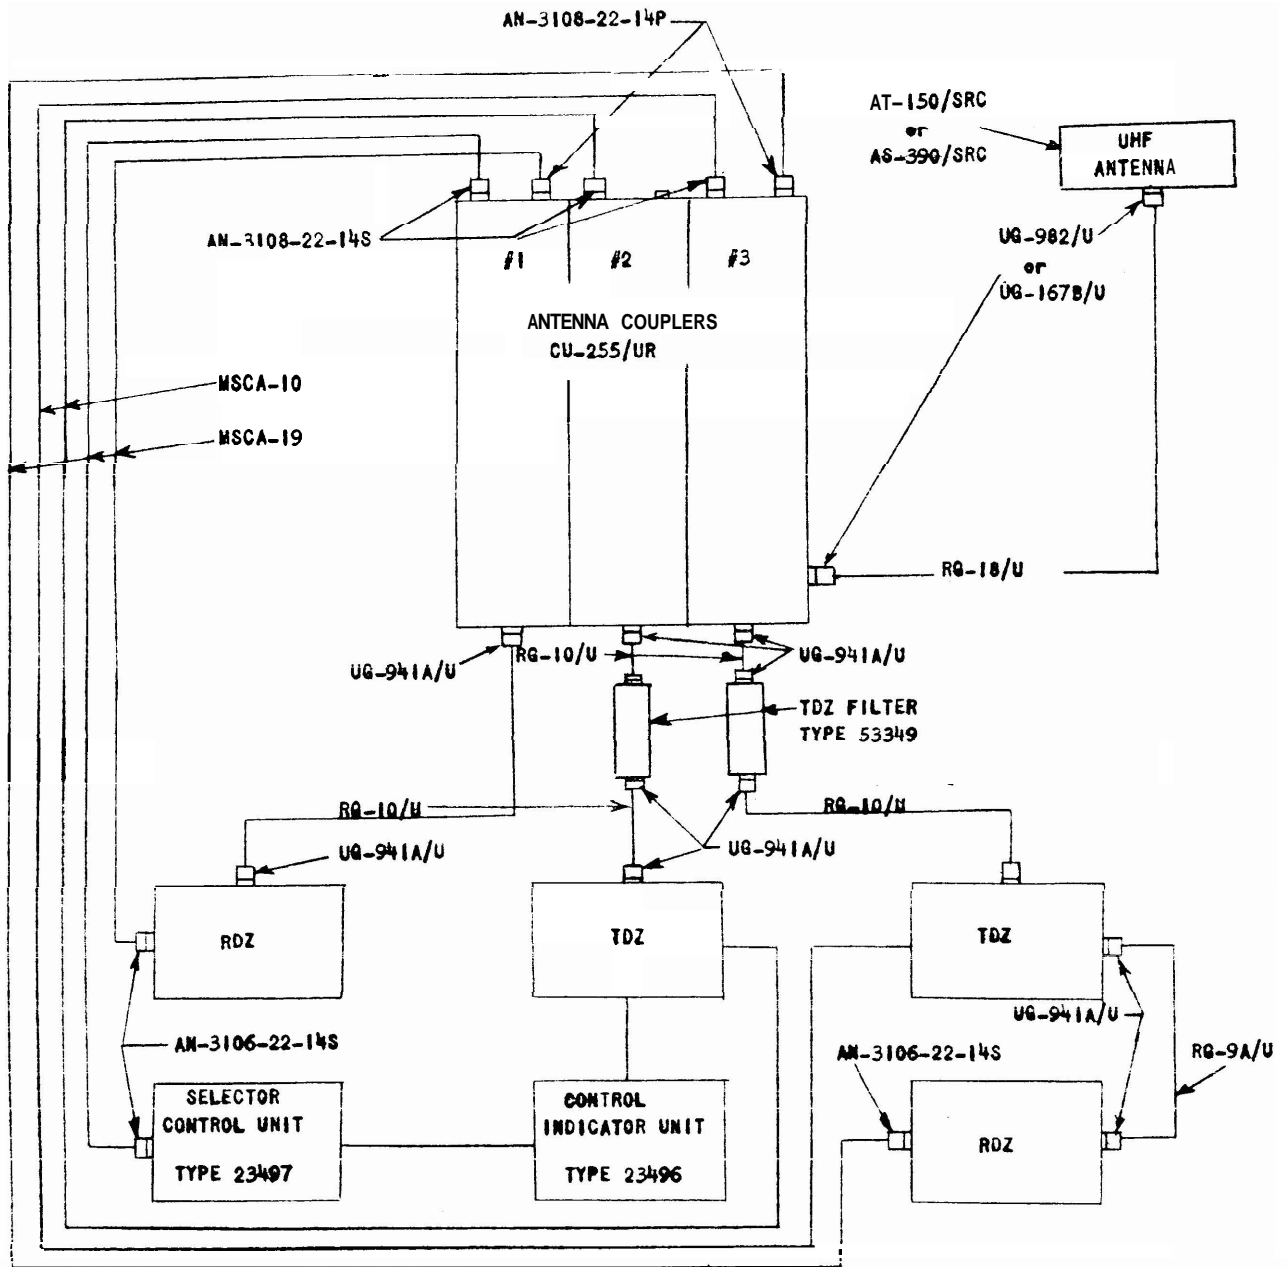 AN-3108-22-14P
AT-150/SRC
or
AS-390/SRC
UHF
ANTENNA
AN-3108-22-14S
#1
#2
#3
UG-982/U
or
UG-167B/U
ANTENNA COUPLERS
CU-255/UR
MSCA-10
MSCA-19
RG-18/U
UG-941A/U
RG-10/U
UG-941A/U
TDZ FILTER
TYPE 53349
RG-10/U
RG-10/U
UG-941A/U
UG-941A/U
RDZ
TDZ
TDZ
UG-941A/U
AN-3106-22-14S
AN-3106-22-14S
RG-9A/U
SELECTOR
CONTROL UNIT
TYPE 23497
CONTROL
INDICATOR UNIT
TYPE 23496
RDZ